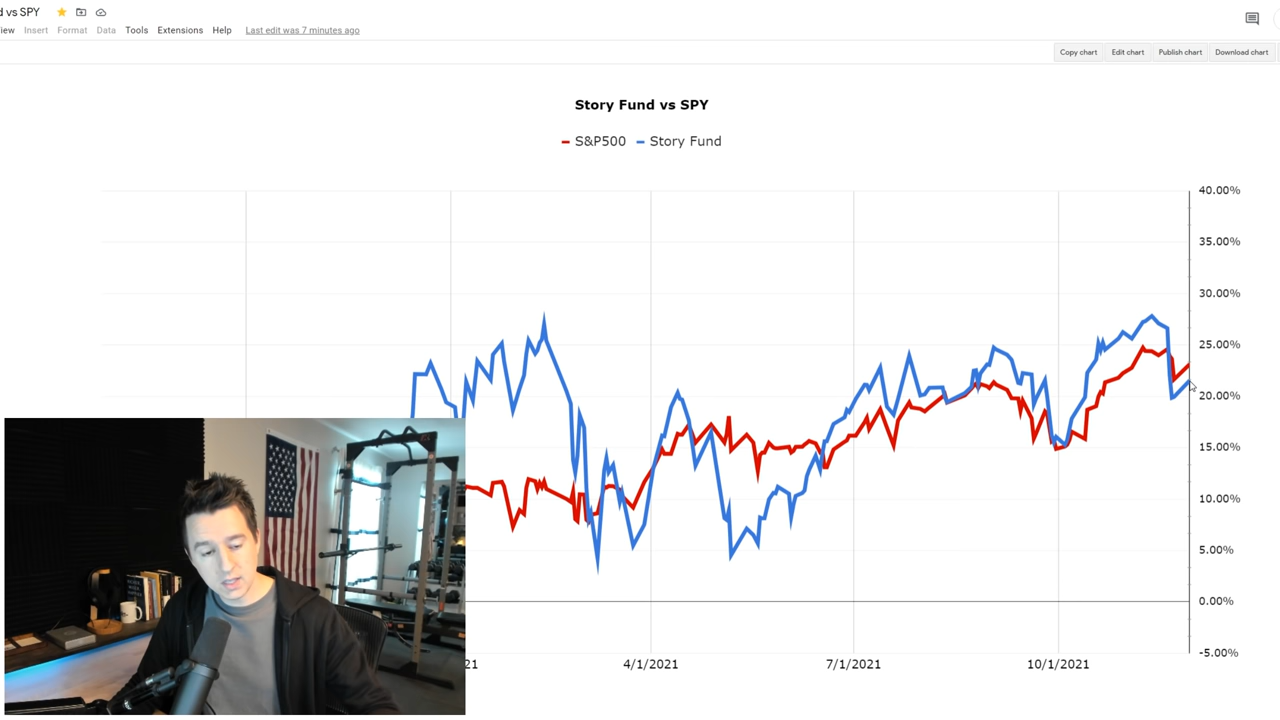 d vs SPY
iew Insert Format Data Tools Extensions Help Last edit was 7 minutes ago
Copy chart Edit chart Publish chart Download chart
Story Fund vs SPY
S&P500 Story Fund
40.00%
35.00%
30.00%
25.00%
20.00%
15.00%
10.00%
5.00%
0.00%
-5.00%
21 4/1/2021 7/1/2021 10/1/2021